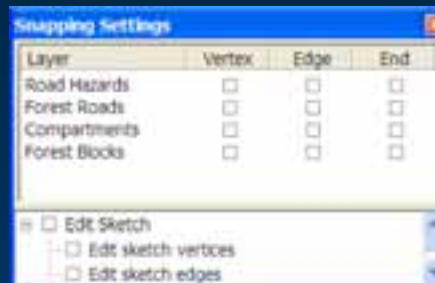 Snapping Settings
Layer Vertex Edge End
Road Hazards
Forest Roads
Compartments
Forest Blocks
Edit Sketch
Edit sketch vertices
Edit sketch edges